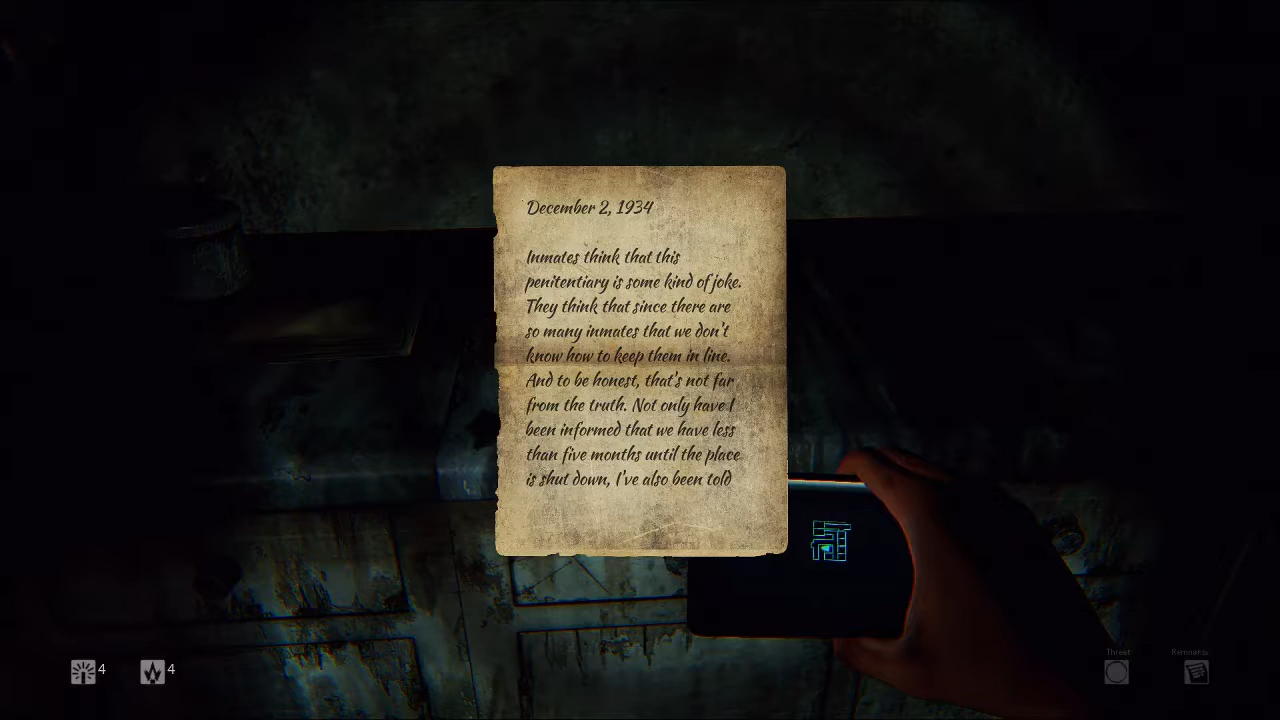 December 2, 1934
Inmates think that this
penitentiary is some kind of joke.
They think that since there are
so many inmates that we don't
know how to keep them in line.
And to be honest, that's not far
from the truth. Not only have I
been informed that we have less
than five months until the place
is shut down, I've also been told
4
4
Threat
Remnants